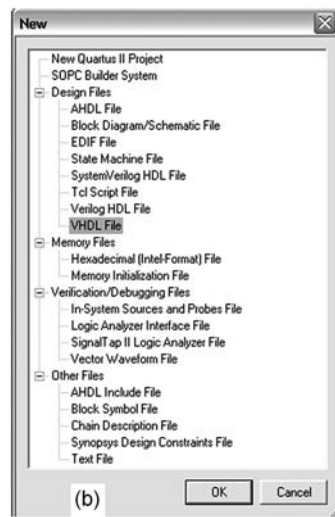 New
New Quartus II Project
SOPC Builder System
Design Files
AHDL File
Block Diagram/Schematic File
EDIF File
State Machine File
SystemVerilog HDL File
Tcl Script File
Verilog HDL File
VHDL File
Memory Files
Hexadecimal (Intel-Format) File
Memory Initialization File
Verification/Debugging Files
In-System Sources and Probes File
Logic Analyzer Interface File
SignalTap II Logic Analyzer File
Vector Waveform File
Other Files
AHDL Include File
Block Symbol File
Chain Description File
Synopsys Design Constraints File
Text File
(b) OK Cancel